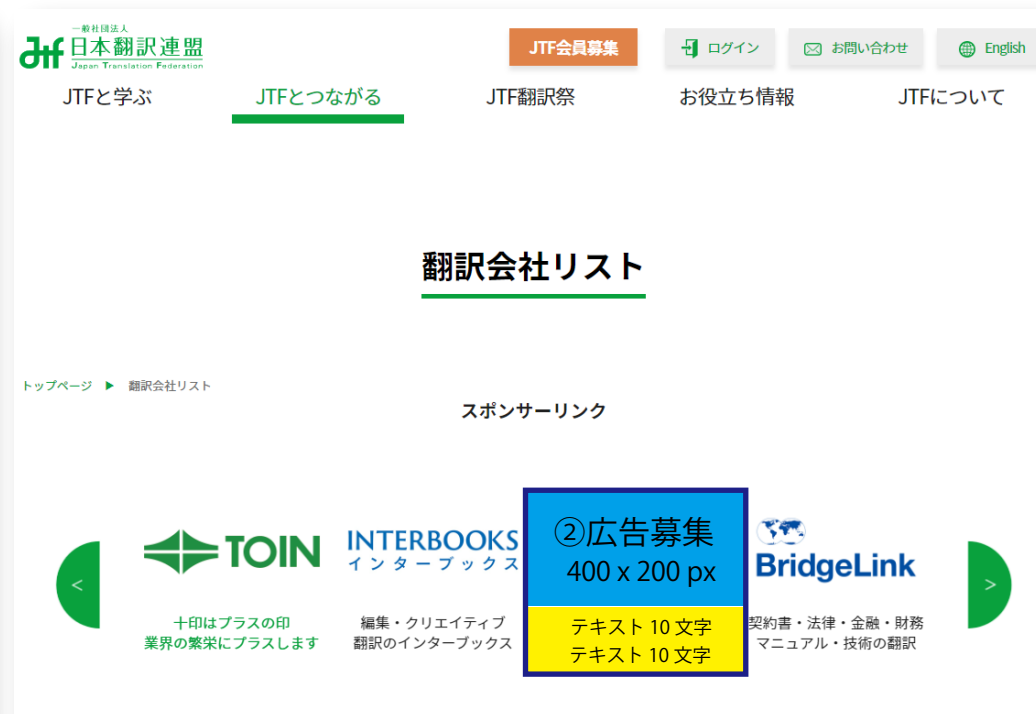 一般社団法人
日本翻訳連盟
Japan Translation Federation
JTF会員募集
ログイン
お問い合わせ
English
JTFと学ぶ
JTFとつながる
JTF翻訳祭
お役立ち情報
JTFについて
翻訳会社リスト
トップページ ▶ 翻訳会社リスト
スポンサーリンク
<
TOIN
十印はプラスの印
業界の繁栄にプラスします
INTERBOOKS
インターブックス
編集・クリエイティブ
翻訳のインターブックス
②広告募集
400 x 200 px
テキスト 10 文字
テキスト 10 文字
BridgeLink
契約書・法律・金融・財務
マニュアル・技術の翻訳
>